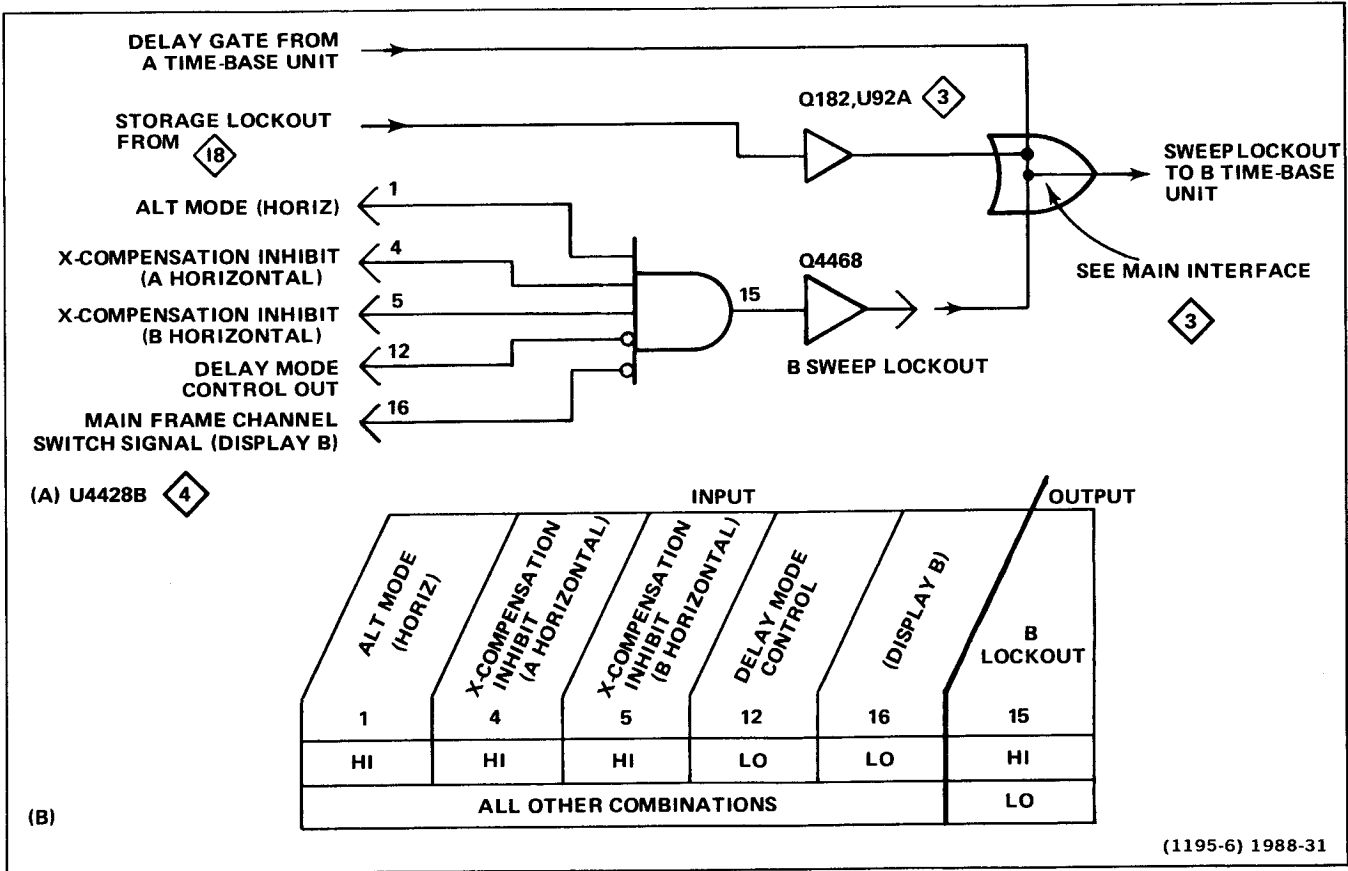 DELAY GATE FROM
A TIME-BASE UNIT
Q182,U92A 3
STORAGE LOCKOUT
FROM 18
SWEEP LOCKOUT
TO B TIME-BASE
UNIT
1
ALT MODE (HORIZ)
4
X-COMPENSATION INHIBIT
(A HORIZONTAL)
Q4468
SEE MAIN INTERFACE
3
5
X-COMPENSATION INHIBIT
(B HORIZONTAL)
15
12
DELAY MODE
CONTROL OUT
B SWEEP LOCKOUT
16
MAIN FRAME CHANNEL
SWITCH SIGNAL (DISPLAY B)
(A) U4428B 4
INPUT
OUTPUT
ALT MODE
(HORIZ)
X-COMPENSATION
INHIBIT
(A HORIZONTAL)
X-COMPENSATION
INHIBIT
(B HORIZONTAL)
DELAY MODE
CONTROL
(DISPLAY B)
B
LOCKOUT
1 4 5 12 16 15
HI HI HI LO LO HI
ALL OTHER COMBINATIONS LO
(B)
(1195-6) 1988-31